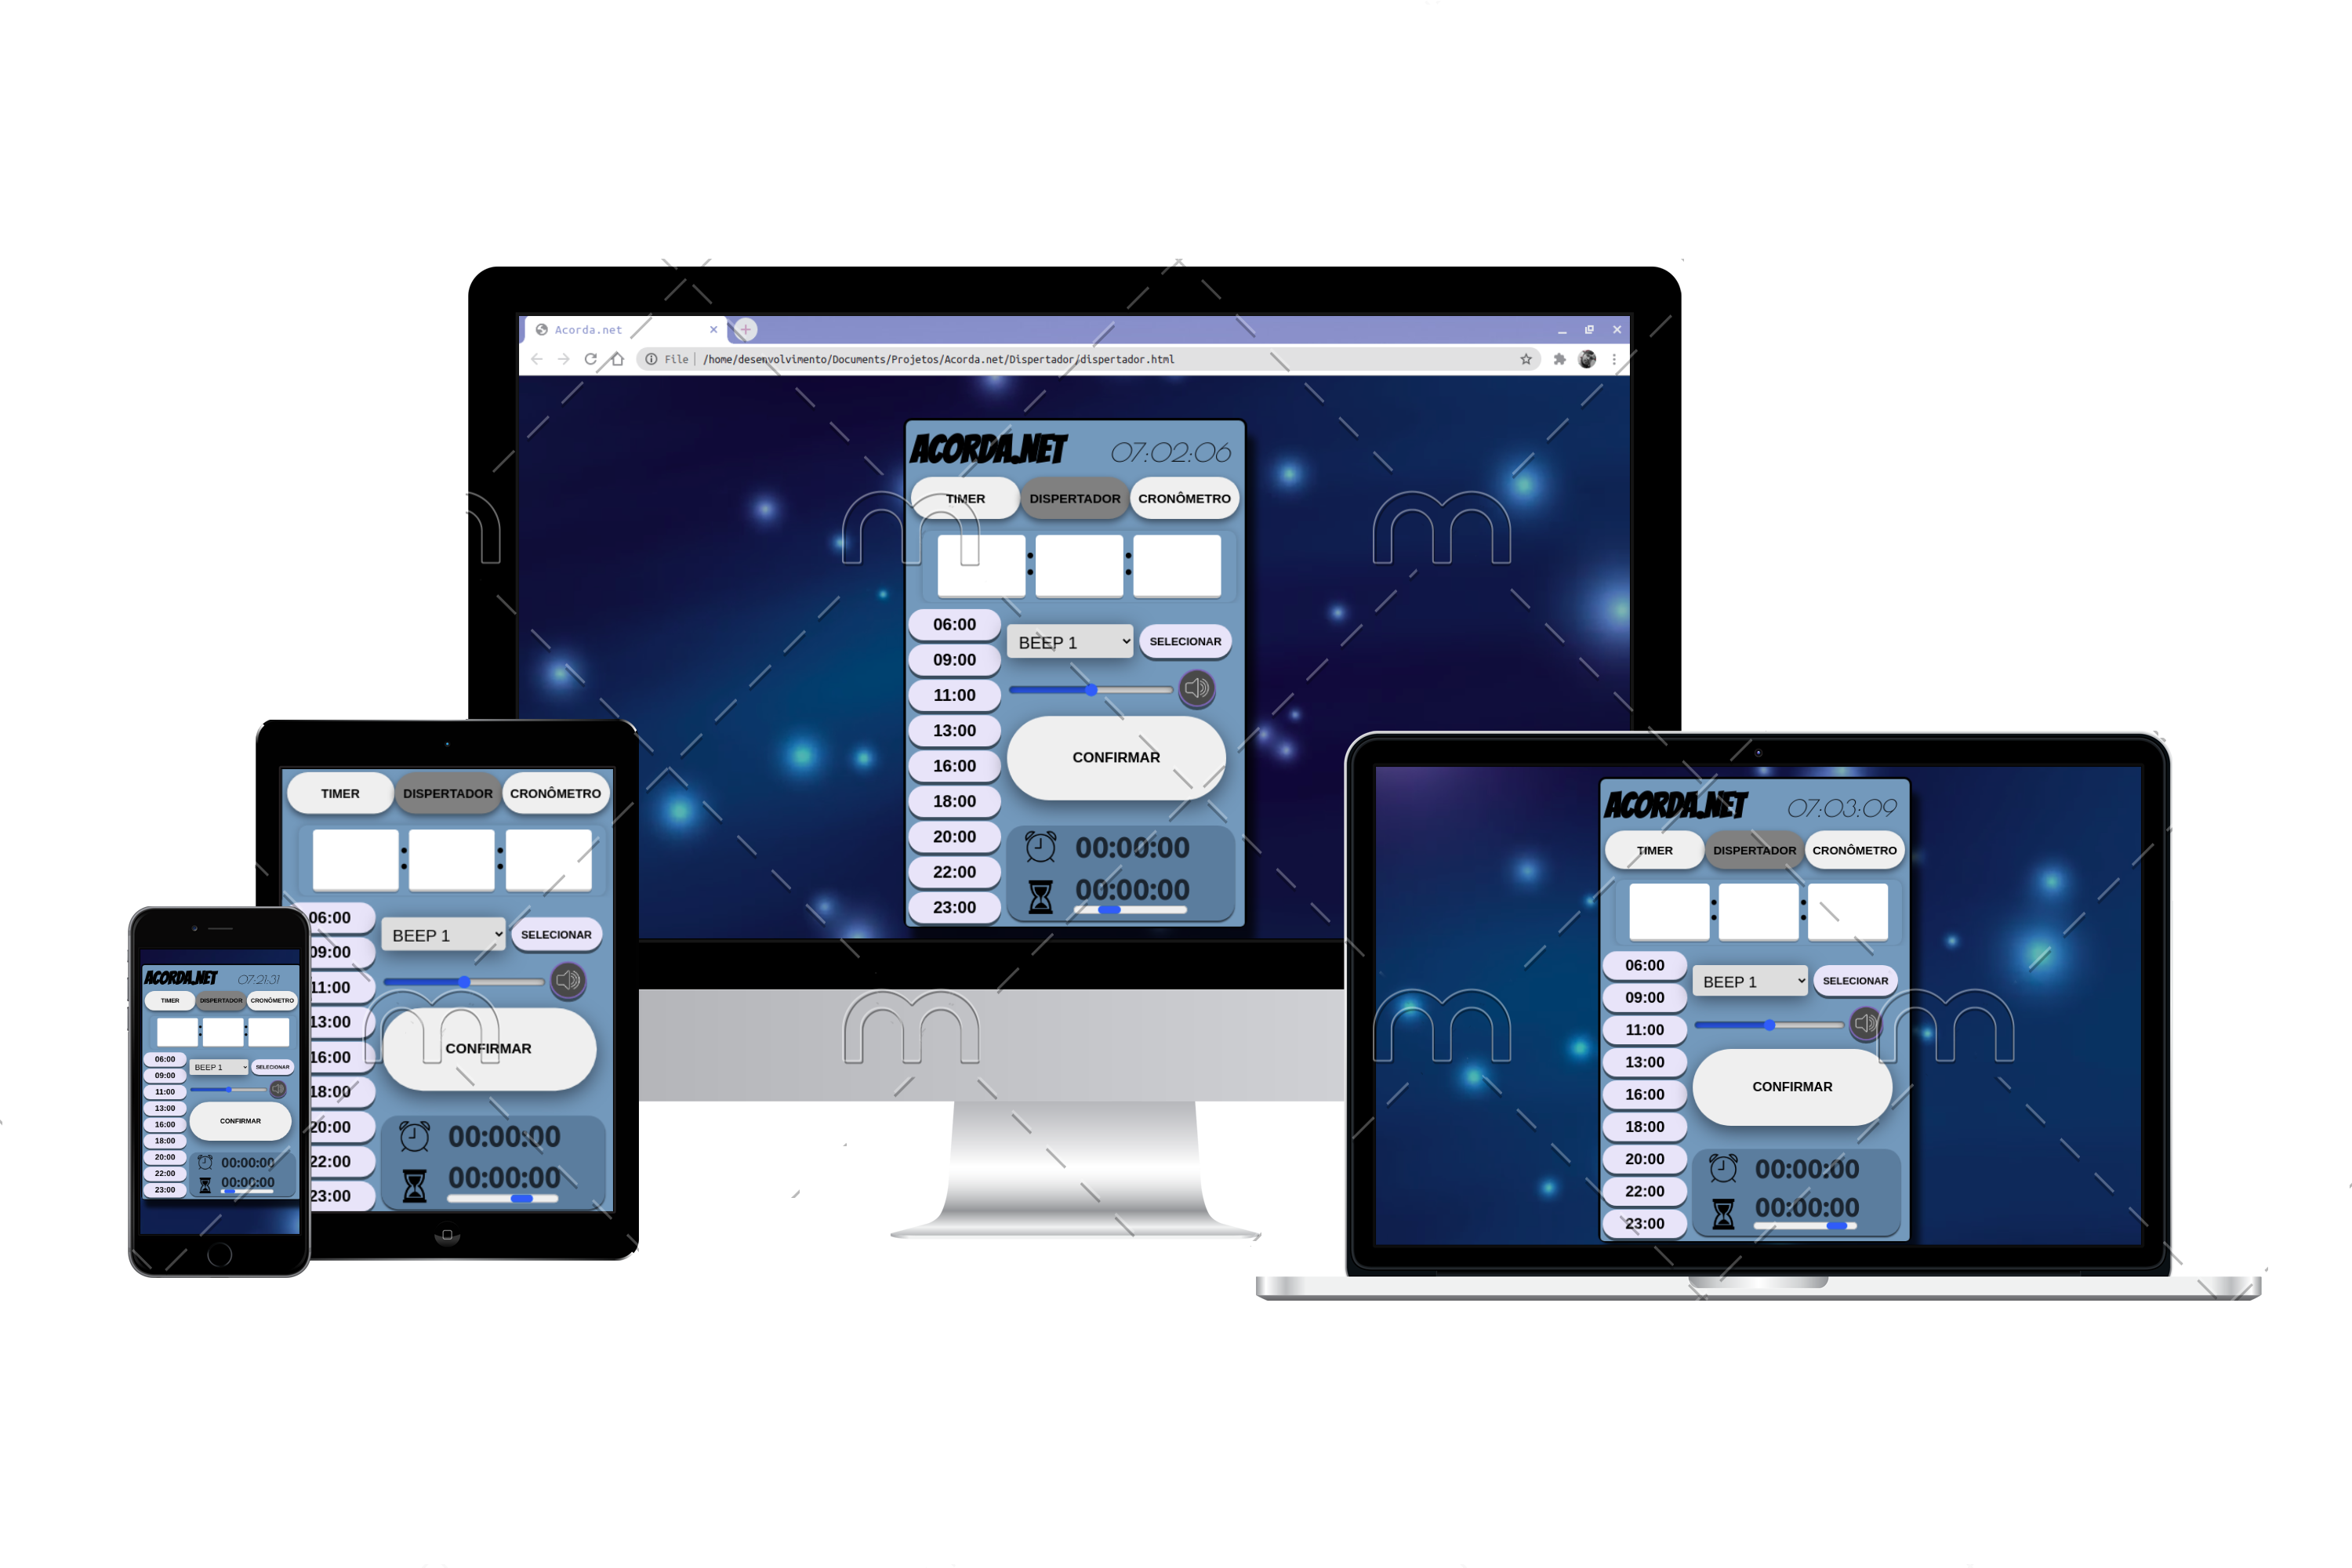 Acorda.net
File /home/desenvolvimento/Documents/Projetos/Acorda.net/Dispertador/dispertador.html
ACORDA.NET 07:02:06
TIMER DISPERTADOR CRONÔMETRO
: :
06:00
09:00
11:00
13:00
16:00
18:00
20:00
22:00
23:00
BEEP 1 SELECIONAR
CONFIRMAR
00:00:00
00:00:00
TIMER DISPERTADOR CRONÔMETRO
: :
06:00
09:00
11:00
13:00
16:00
18:00
20:00
22:00
23:00
BEEP 1 SELECIONAR
CONFIRMAR
00:00:00
00:00:00
ACORDA.NET 07:21:31
TIMER DISPERTADOR CRONÔMETRO
: :
06:00
09:00
11:00
13:00
16:00
18:00
20:00
22:00
23:00
BEEP 1 SELECIONAR
CONFIRMAR
00:00:00
00:00:00
ACORDA.NET 07:03:09
TIMER DISPERTADOR CRONÔMETRO
: :
06:00
09:00
11:00
13:00
16:00
18:00
20:00
22:00
23:00
BEEP 1 SELECIONAR
CONFIRMAR
00:00:00
00:00:00
m
m
m
m
m
m
m